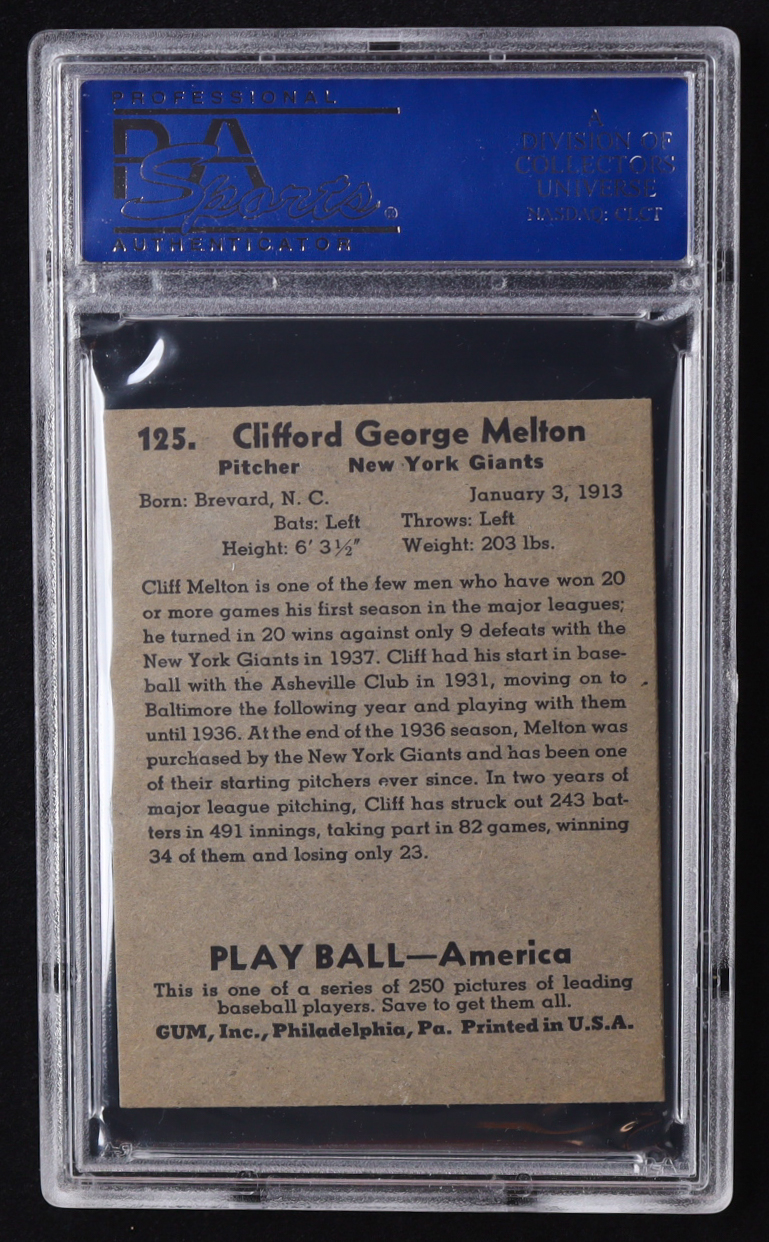 PROFESSIONAL
PSA
Sports®
AUTHENTICATOR
A
DIVISION OF
COLLECTORS
UNIVERSE
NASDAQ: CLCT
125. Clifford George Melton
Pitcher New York Giants
Born: Brevard, N. C. January 3, 1913
Bats: Left Throws: Left
Height: 6' 3½" Weight: 203 lbs.
Cliff Melton is one of the few men who have won 20
or more games his first season in the major leagues;
he turned in 20 wins against only 9 defeats with the
New York Giants in 1937. Cliff had his start in base-
ball with the Asheville Club in 1931, moving on to
Baltimore the following year and playing with them
until 1936. At the end of the 1936 season, Melton was
purchased by the New York Giants and has been one
of their starting pitchers ever since. In two years of
major league pitching, Cliff has struck out 243 bat-
ters in 491 innings, taking part in 82 games, winning
34 of them and losing only 23.
PLAY BALL—America
This is one of a series of 250 pictures of leading
baseball players. Save to get them all.
GUM, Inc., Philadelphia, Pa. Printed in U.S.A.